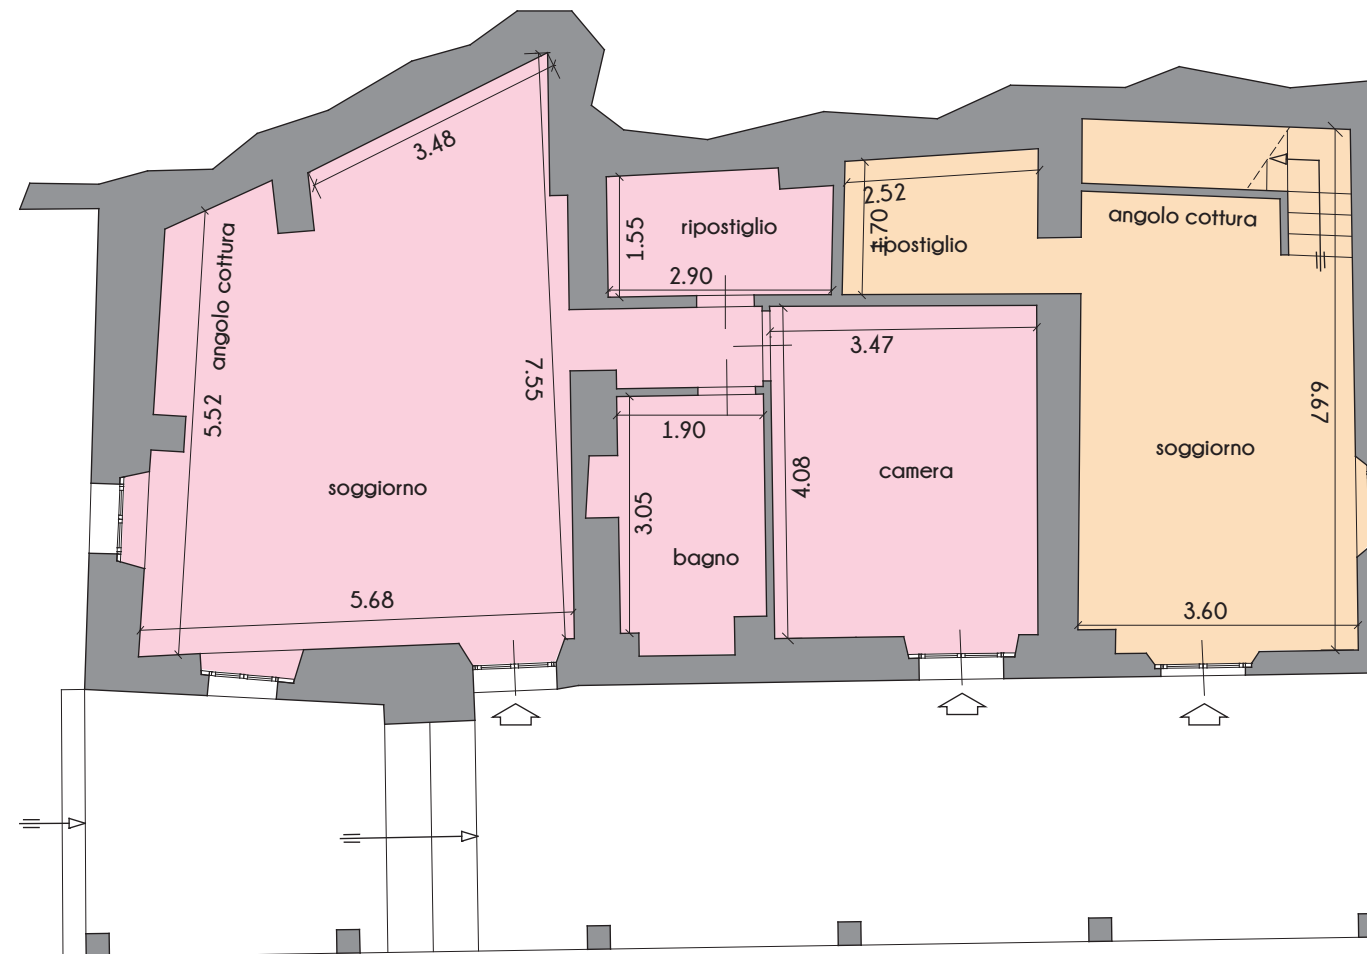 3.48
angolo cottura
5.52
7.55
soggiorno
5.68
1.55
ripostiglio
2.90
1.90
3.05
bagno
3.47
4.08
camera
2.52
1.70
ripostiglio
angolo cottura
6.67
soggiorno
3.60